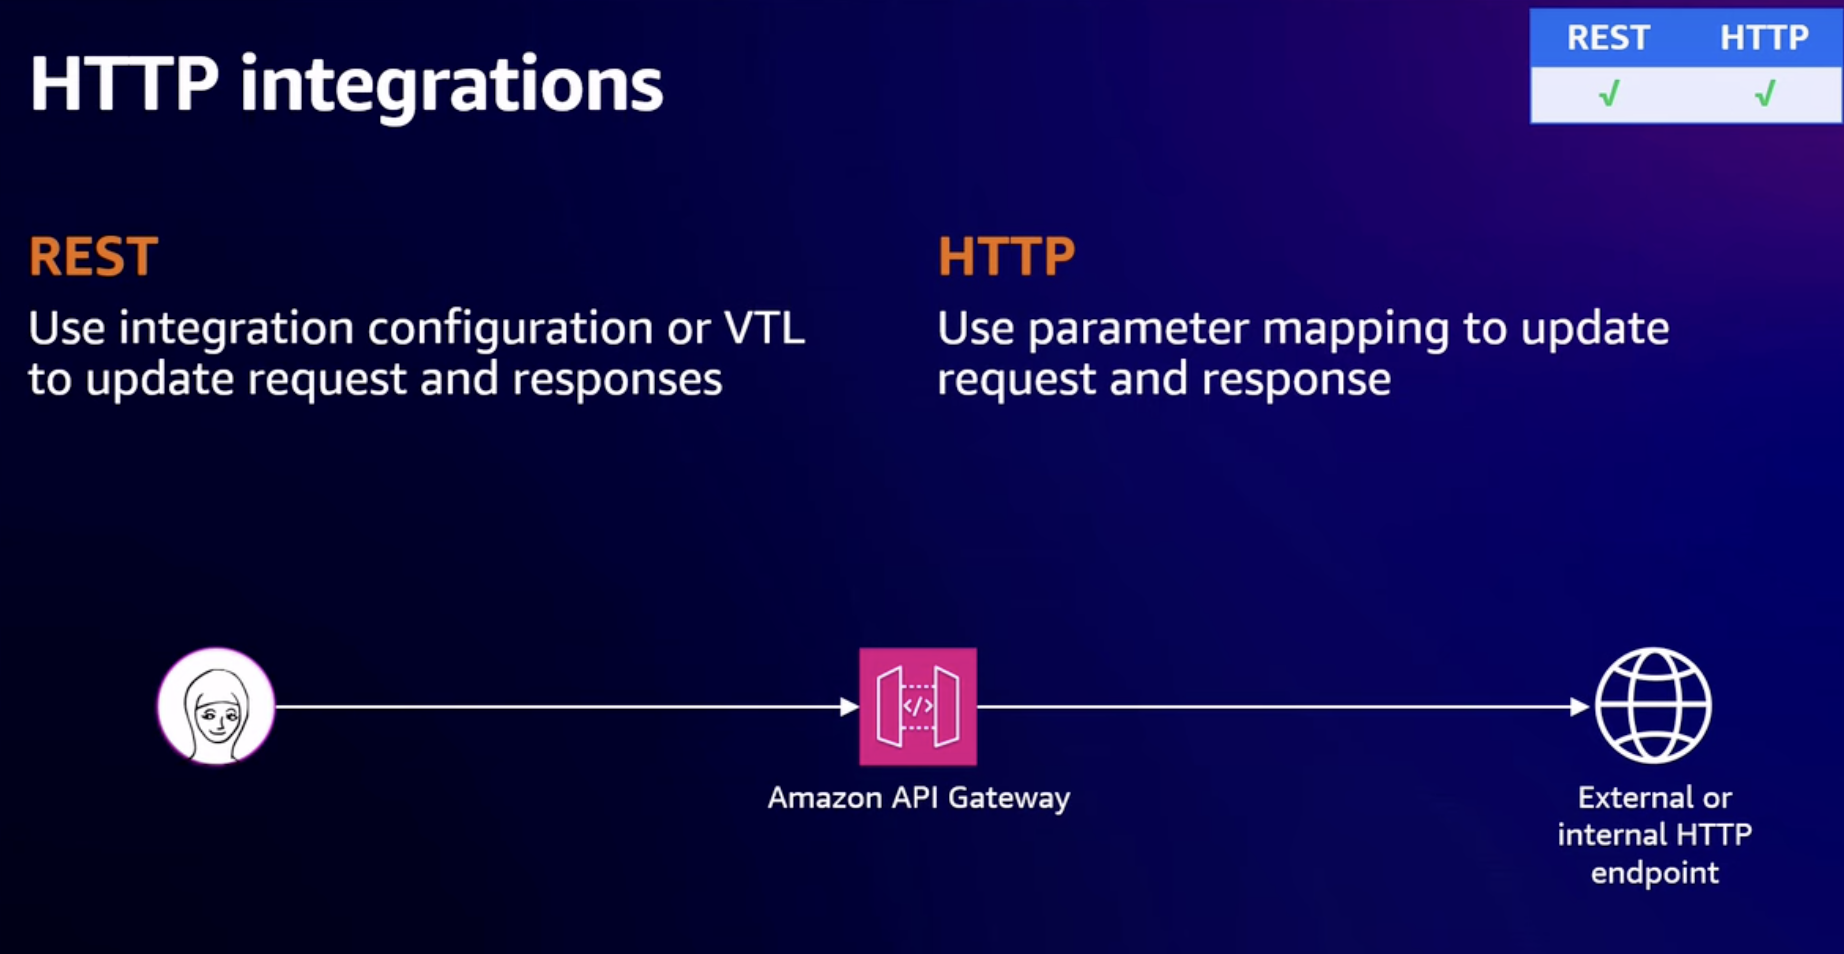 HTTP integrations
REST HTTP
√ √
REST
Use integration configuration or VTL
to update request and responses
HTTP
Use parameter mapping to update
request and response
</>
Amazon API Gateway
External or
internal HTTP
endpoint